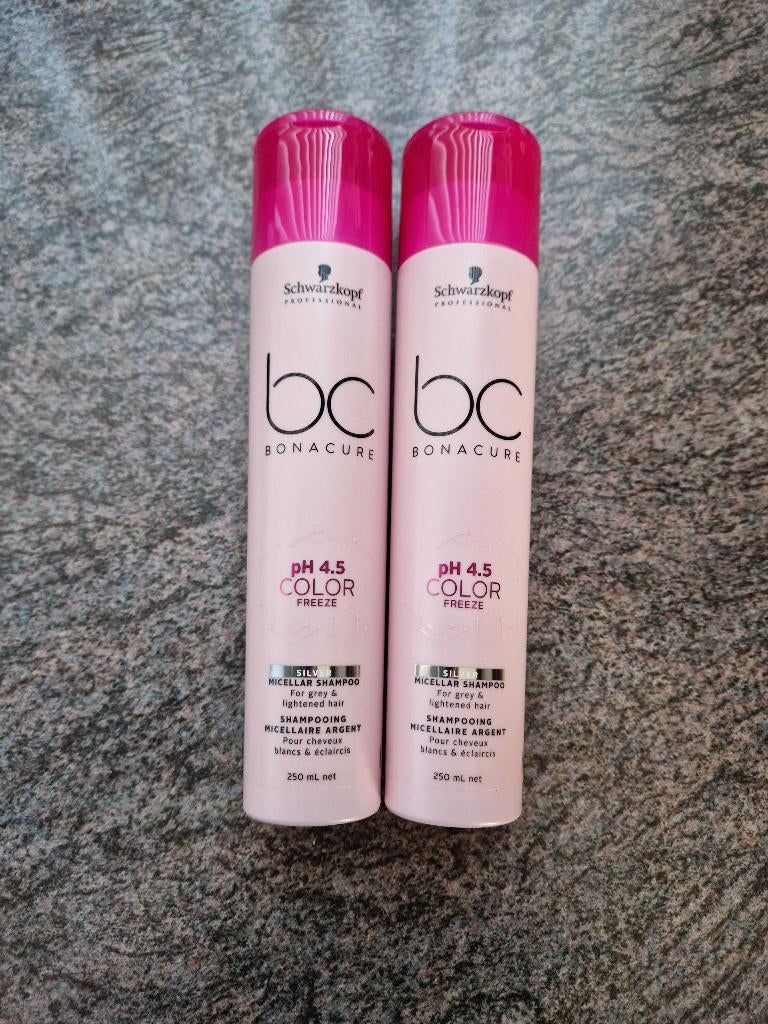 Schwarzkopf
PROFESSIONAL
bc
BONACURE
pH 4.5
COLOR
FREEZE
SILVER
MICELLAR SHAMPOO
For grey &
lightened hair
SHAMPOOING
MICELLAIRE ARGENT
Pour cheveux
blancs & éclaircis
250 mL net
Schwarzkopf
PROFESSIONAL
bc
BONACURE
pH 4.5
COLOR
FREEZE
SILVER
MICELLAR SHAMPOO
For grey &
lightened hair
SHAMPOOING
MICELLAIRE ARGENT
Pour cheveux
blancs & éclaircis
250 mL net